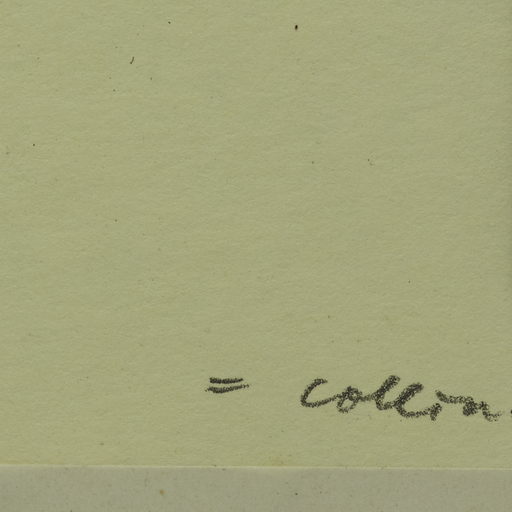 = collin.